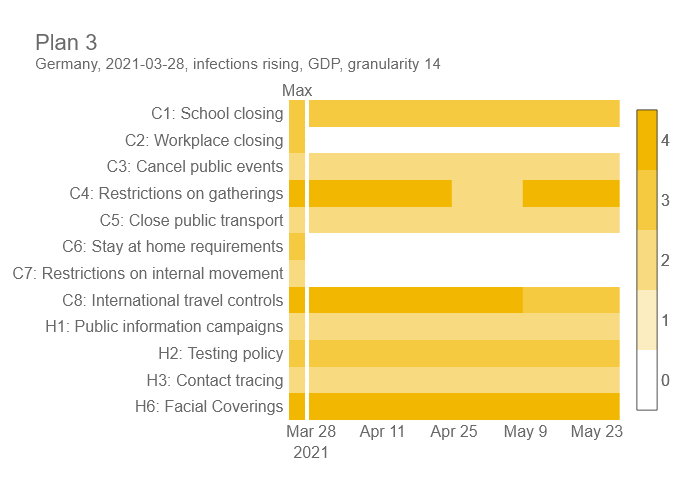 Plan 3
Germany, 2021-03-28, infections rising, GDP, granularity 14
Max
C1: School closing
C2: Workplace closing
C3: Cancel public events
C4: Restrictions on gatherings
C5: Close public transport
C6: Stay at home requirements
C7: Restrictions on internal movement
C8: International travel controls
H1: Public information campaigns
H2: Testing policy
H3: Contact tracing
H6: Facial Coverings
Mar 28 Apr 11 Apr 25 May 9 May 23
2021
4
3
2
1
0